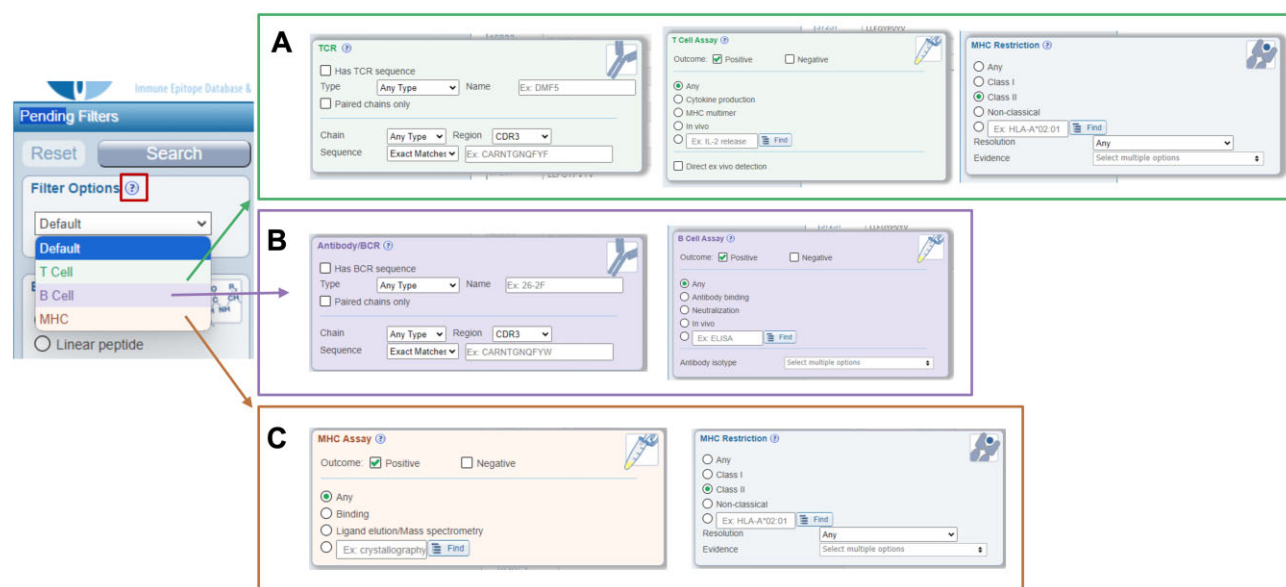 Immune Epitope Database &
Pending Filters
Reset Search
Filter Options ?
Default
Default
T Cell
B Cell
MHC
Linear peptide
A
TCR ?
Has TCR sequence
Type Any Type Name Ex: DMF5
Paired chains only
Chain Any Type Region CDR3
Sequence Exact Matches Ex: CARNTGNQFYF
T Cell Assay ?
Outcome: Positive Negative
Any
Cytokine production
MHC multimer
In vivo
Ex: IL-2 release Find
Direct ex vivo detection
MHC Restriction ?
Any
Class I
Class II
Non-classical
Ex: HLA-A*02:01 Find
Resolution Any
Evidence Select multiple options
B
Antibody/BCR ?
Has BCR sequence
Type Any Type Name Ex: 26-2F
Paired chains only
Chain Any Type Region CDR3
Sequence Exact Matches Ex: CARNTGNQFYW
B Cell Assay ?
Outcome: Positive Negative
Any
Antibody binding
Neutralization
In vivo
Ex: ELISA Find
Antibody isotype Select multiple options
C
MHC Assay ?
Outcome: Positive Negative
Any
Binding
Ligand elution/Mass spectrometry
Ex: crystallography Find
MHC Restriction ?
Any
Class I
Class II
Non-classical
Ex: HLA-A*02:01 Find
Resolution Any
Evidence Select multiple options